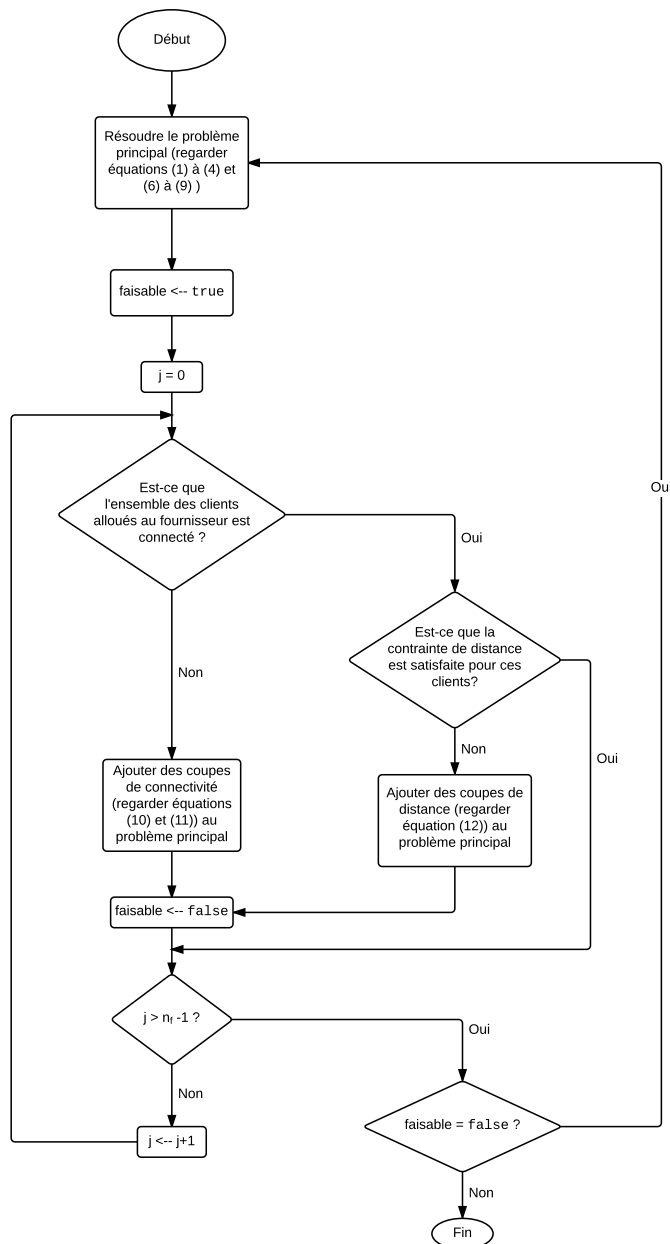 Début
Résoudre le problème
principal (regarder
équations (1) à (4) et
(6) à (9) )
faisable <-- true
j = 0
Est-ce que
l'ensemble des clients
alloués au fournisseur est
connecté ?
Oui
Ou
Est-ce que la
contrainte de distance
est satisfaite pour ces
clients?
Non
Non
Oui
Ajouter des coupes
de connectivité
(regarder équations
(10) et (11)) au
problème principal
Ajouter des coupes de
distance (regarder
équation (12)) au
problème principal
faisable <-- false
j > nf -1 ?
Oui
Non
j <-- j+1
faisable = false ?
Non
Fin